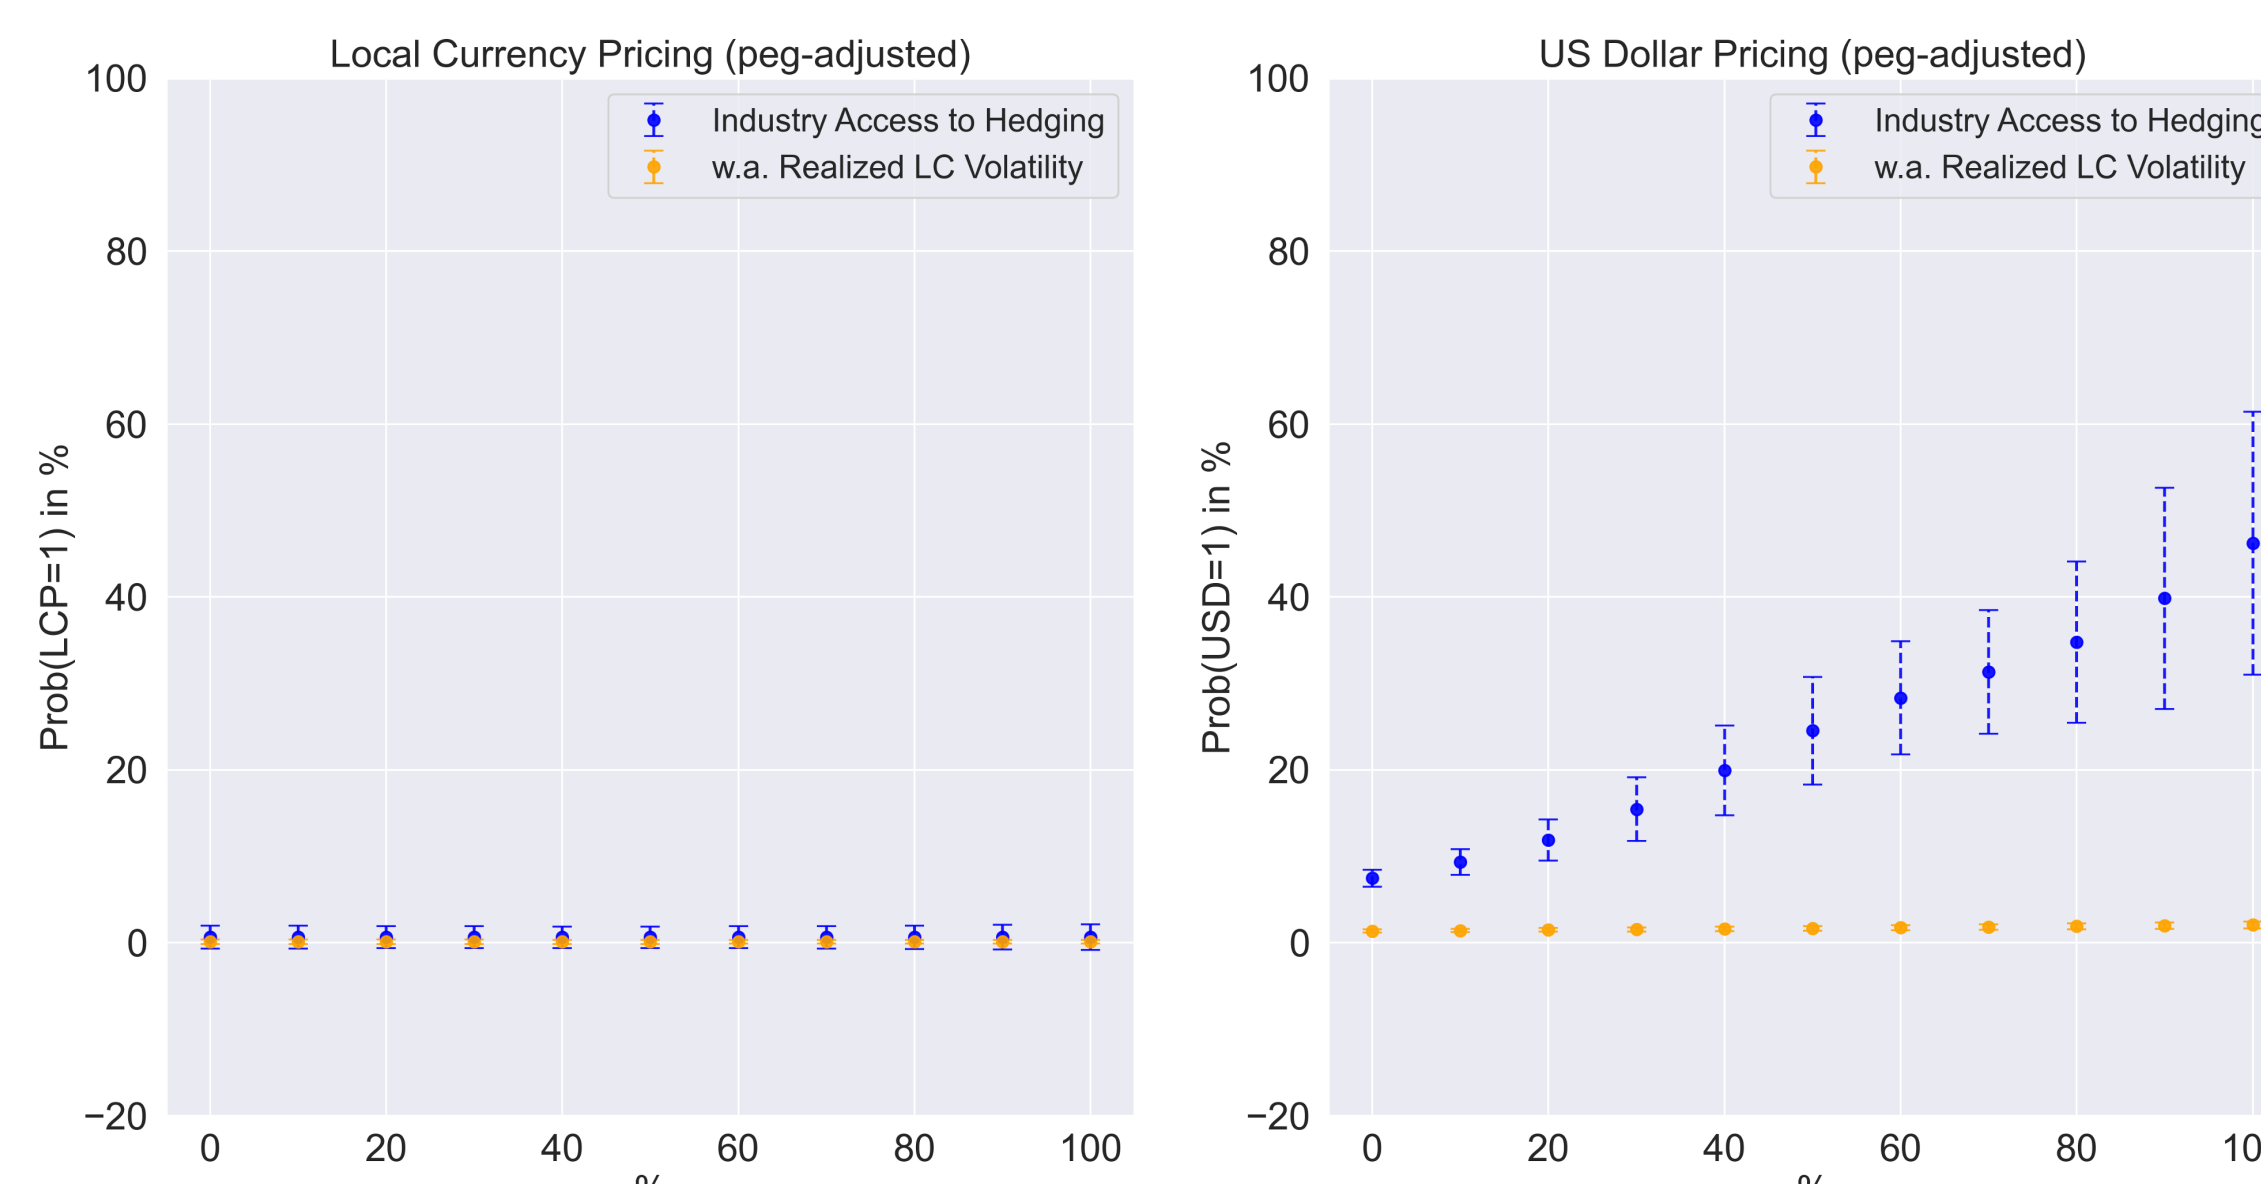 Local Currency Pricing (peg-adjusted)
100
80
60
40
20
0
−20
Prob(LCP=1) in %
Industry Access to Hedging
w.a. Realized LC Volatility
0 20 40 60 80 100
%
US Dollar Pricing (peg-adjusted)
100
80
60
40
20
0
−20
Prob(USD=1) in %
Industry Access to Hedging
w.a. Realized LC Volatility
0 20 40 60 80 10
%